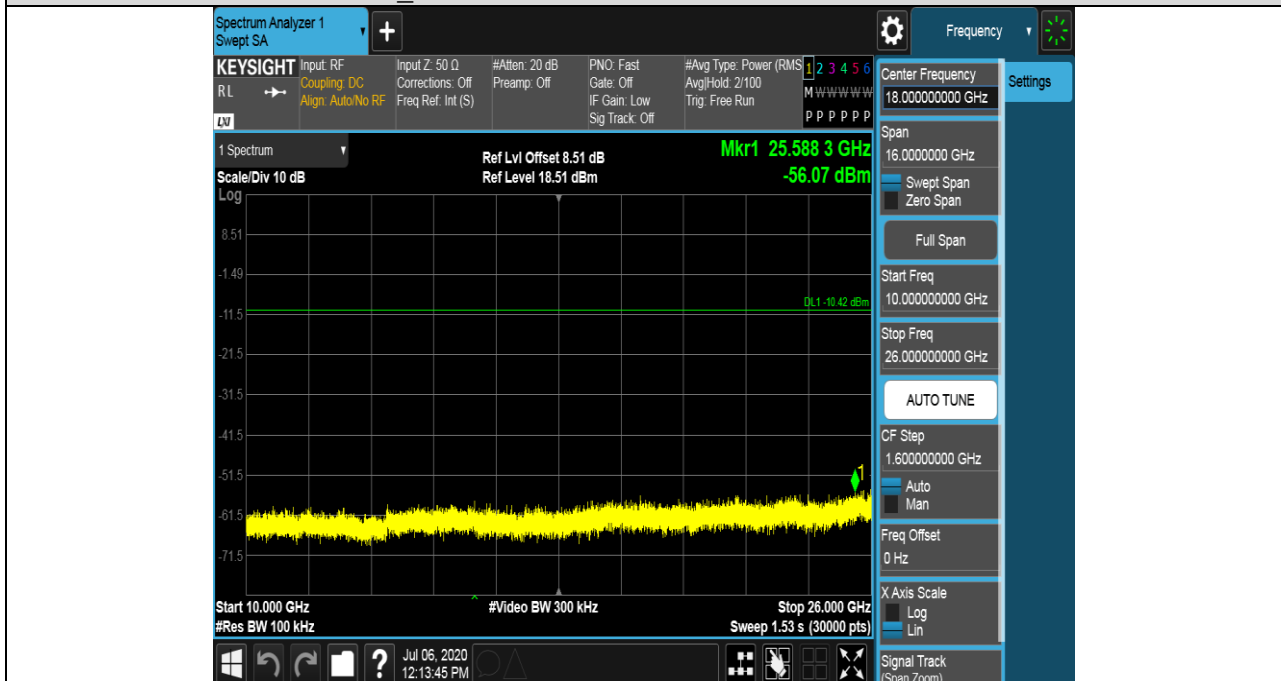 Spectrum Analyzer 1
Swept SA
+
Frequency
KEYSIGHT
RL
LXI
Input: RF
Coupling: DC
Align: Auto/No RF
Input Z: 50 Ω
Corrections: Off
Freq Ref: Int (S)
#Atten: 20 dB
Preamp: Off
PNO: Fast
Gate: Off
IF Gain: Low
Sig Track: Off
#Avg Type: Power (RMS
Avg|Hold: 2/100
Trig: Free Run
1 2 3 4 5 6
M W W W W W
P P P P P P
Center Frequency
18.000000000 GHz
Settings
1 Spectrum
Ref Lvl Offset 8.51 dB
Mkr1 25.588 3 GHz
Scale/Div 10 dB
Ref Level 18.51 dBm
-56.07 dBm
Log
8.51
-1.49
-11.5
-21.5
-31.5
-41.5
-51.5
-61.5
-71.5
DL1 -10.42 dBm
1
Start 10.000 GHz
#Video BW 300 kHz
Stop 26.000 GHz
#Res BW 100 kHz
Sweep 1.53 s (30000 pts)
Span
16.0000000 GHz
Swept Span
Zero Span
Full Span
Start Freq
10.000000000 GHz
Stop Freq
26.000000000 GHz
AUTO TUNE
CF Step
1.600000000 GHz
Auto
Man
Freq Offset
0 Hz
X Axis Scale
Log
Lin
Signal Track
(Span Zoom)
?
Jul 06, 2020
12:13:45 PM